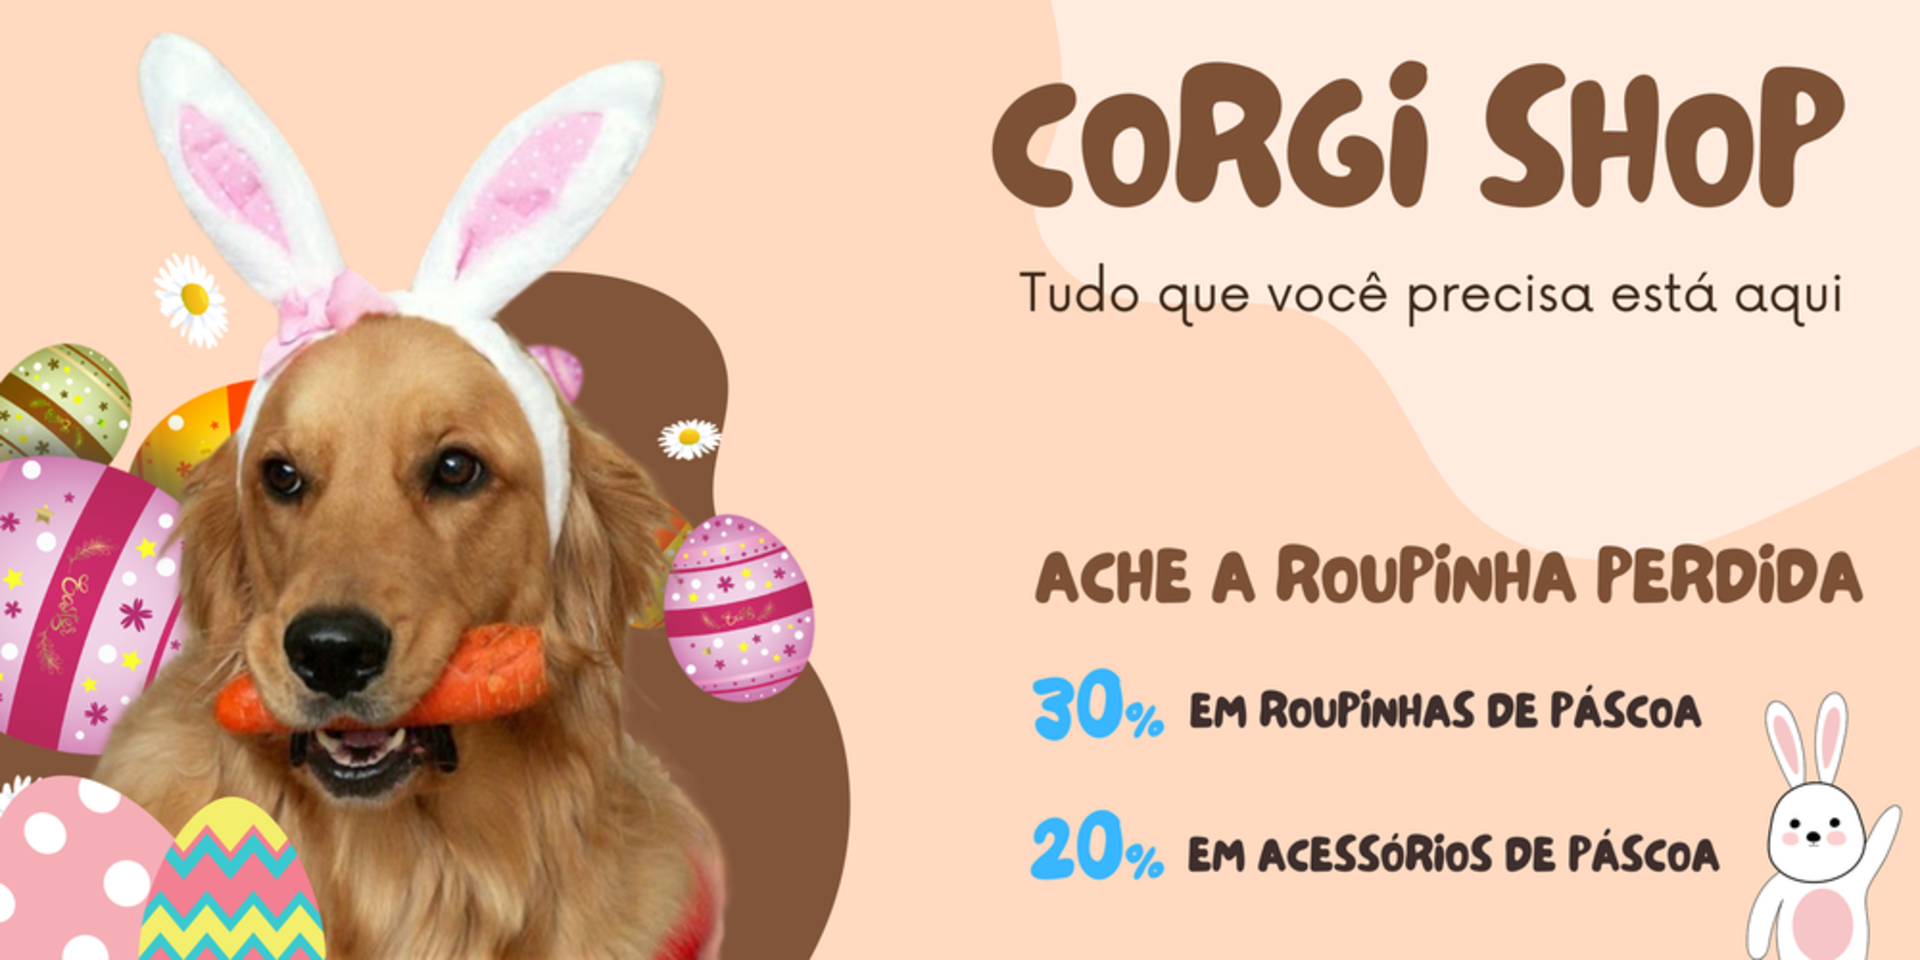 CORGI SHOP
Tudo que você precisa está aqui
ACHE A ROUPINHA PERDIDA
30% EM ROUPINHAS DE PÁSCOA
20% EM ACESSÓRIOS DE PÁSCOA
Easter